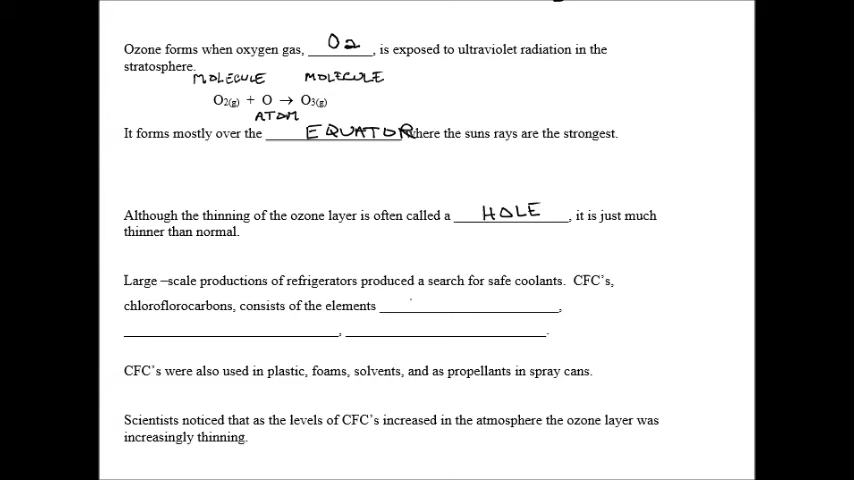 Ozone forms when oxygen gas, O2, is exposed to ultraviolet radiation in the
stratosphere.
MOLECULE MOLECULE
O2(g) + O → O3(g)
ATOM
It forms mostly over the EQUATOR where the suns rays are the strongest.
Although the thinning of the ozone layer is often called a HOLE, it is just much
thinner than normal.
Large –scale productions of refrigerators produced a search for safe coolants. CFC's,
chloroflorocarbons, consists of the elements ____________,
____________, ____________.
CFC's were also used in plastic, foams, solvents, and as propellants in spray cans.
Scientists noticed that as the levels of CFC's increased in the atmosphere the ozone layer was
increasingly thinning.